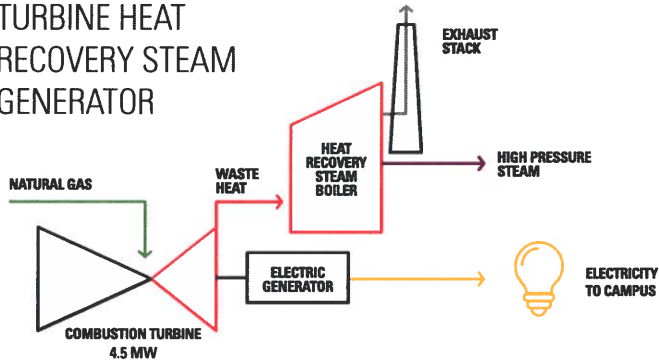 TURBINE HEAT
RECOVERY STEAM
GENERATOR
EXHAUST
STACK
HEAT
RECOVERY
STEAM
BOILER
HIGH PRESSURE
STEAM
WASTE
HEAT
NATURAL GAS
ELECTRIC
GENERATOR
ELECTRICITY
TO CAMPUS
COMBUSTION TURBINE
4.5 MW